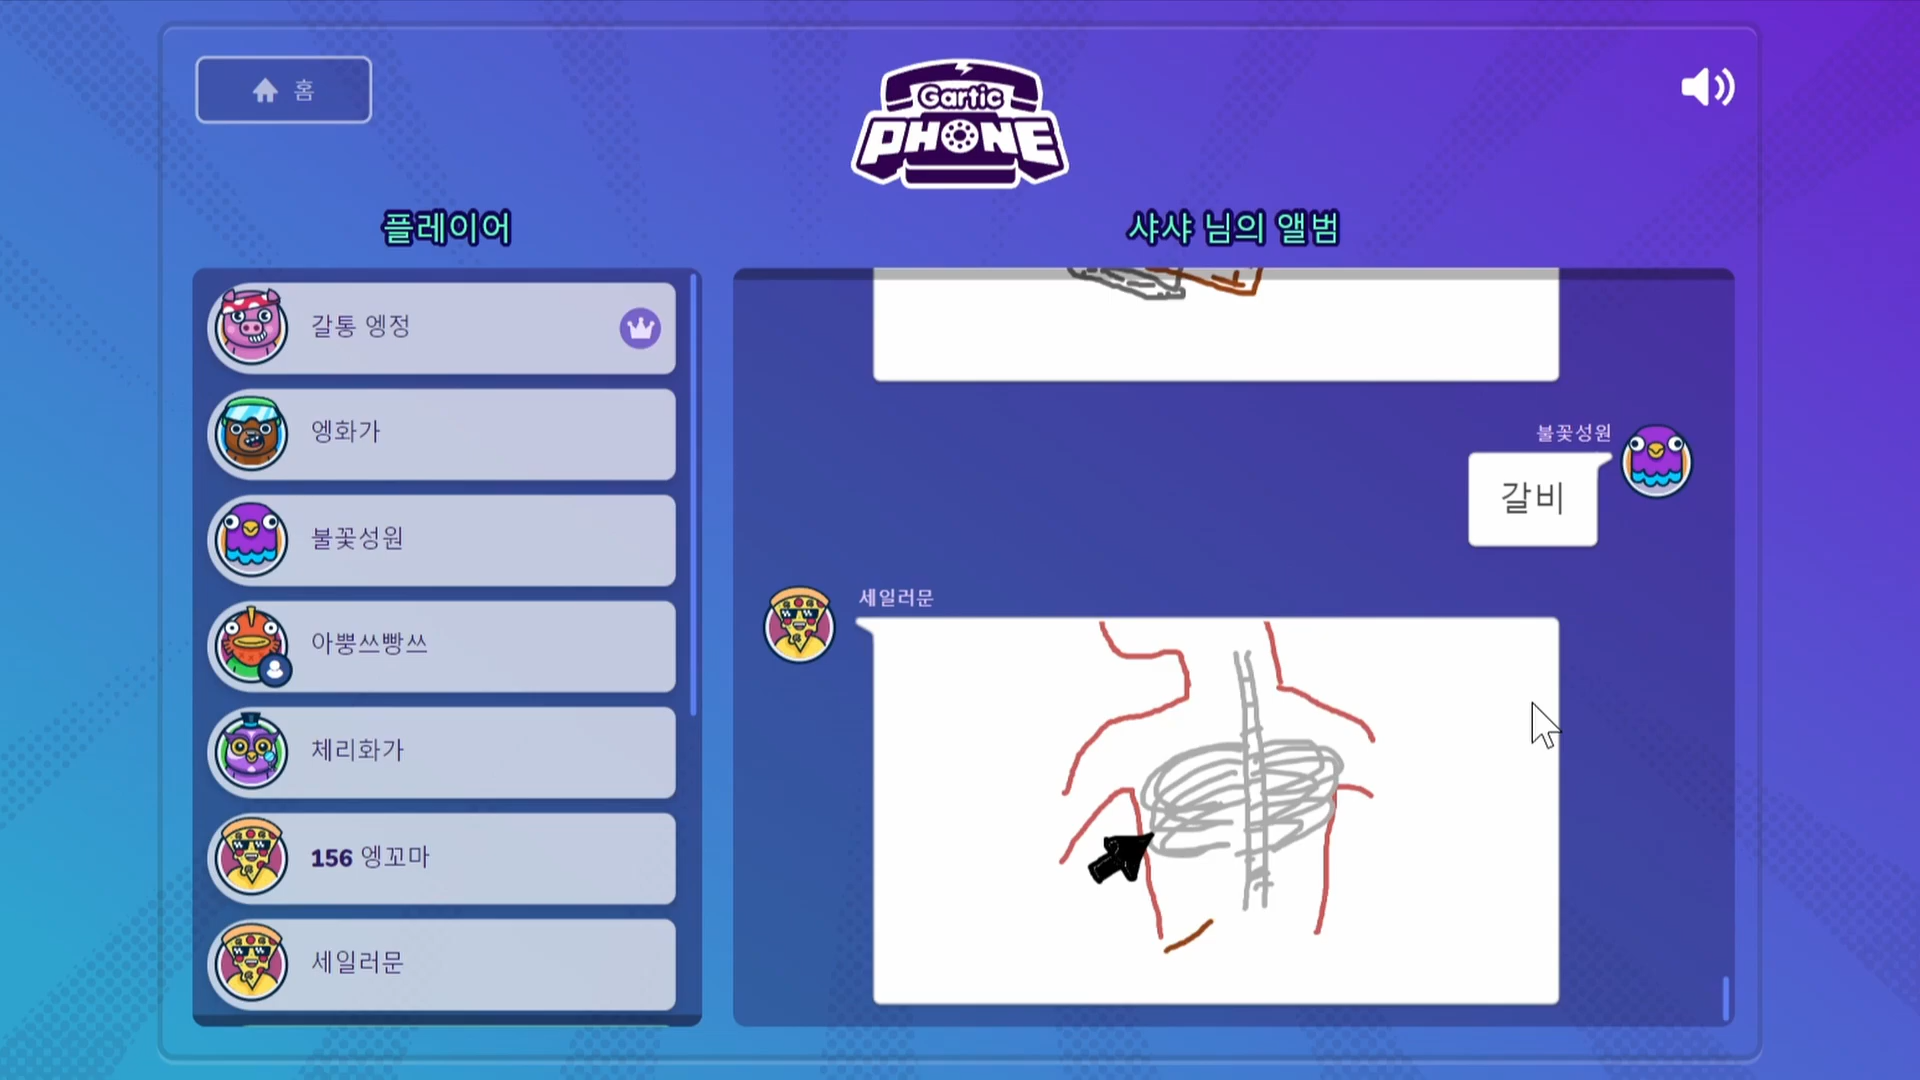 홈
Gartic
PHONE
플레이어
샤샤 님의 앨범
갈통 엥정
엥화가
불꽃성원
아뿡쓰빵쓰
체리화가
156 엥꼬마
세일러문
불꽃성원
갈비
세일러문